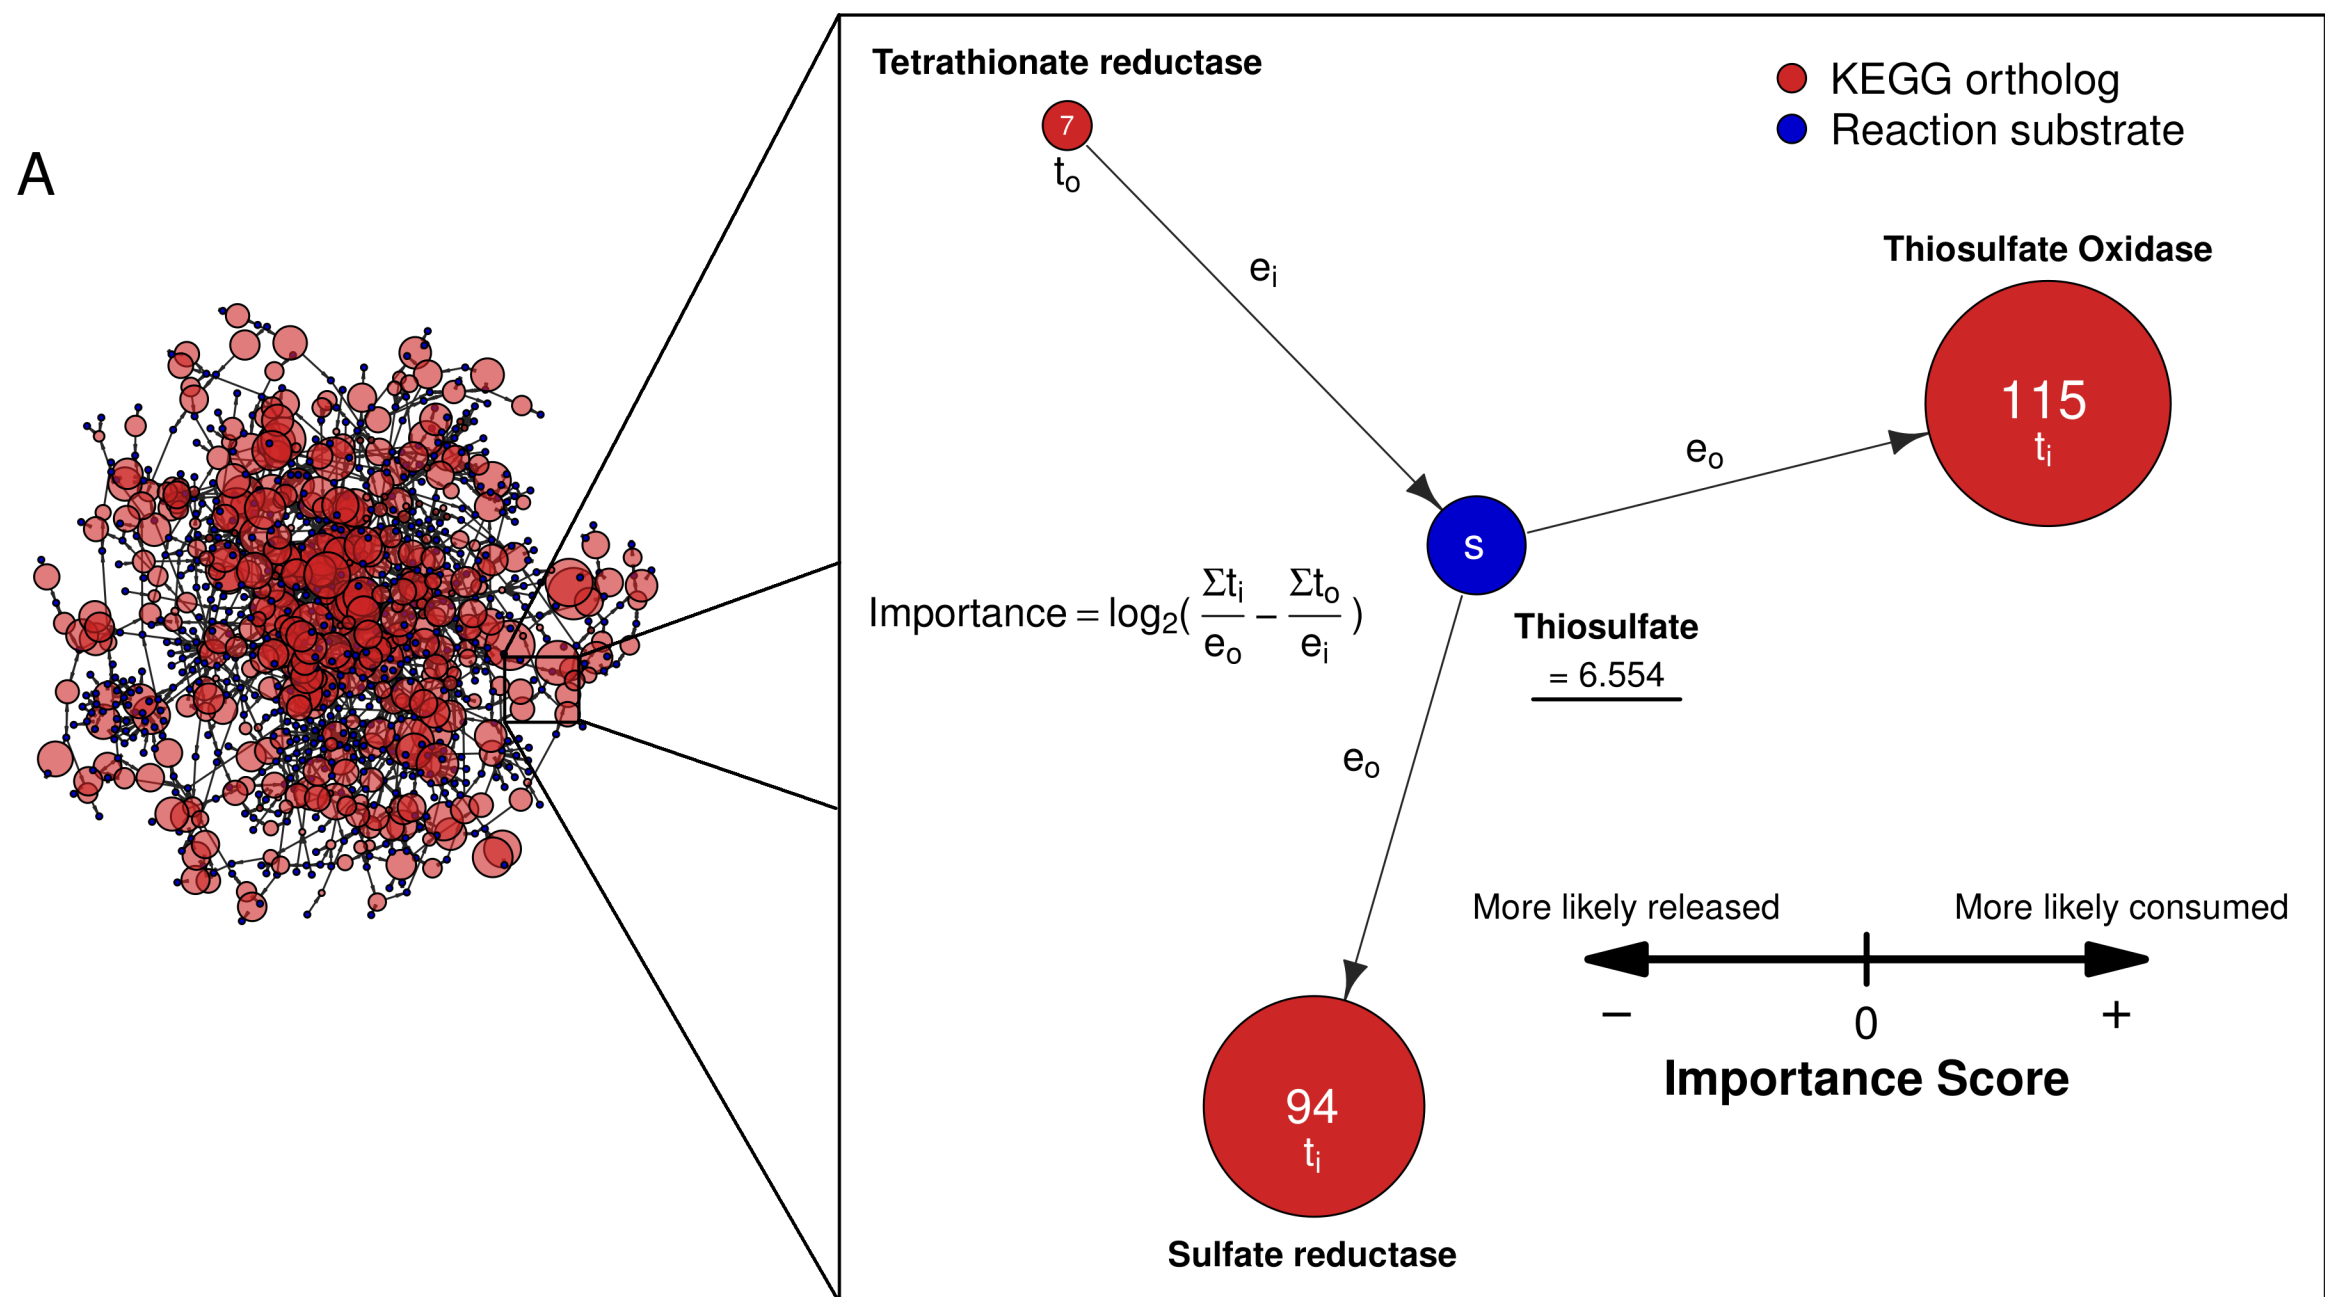 A
Tetrathionate reductase
7
to
KEGG ortholog
Reaction substrate
ei
Thiosulfate Oxidase
115
ti
eo
s
Importance = log2( Σti/eo − Σto/ei )
Thiosulfate
= 6.554
eo
94
ti
Sulfate reductase
More likely released
More likely consumed
−
0
+
Importance Score